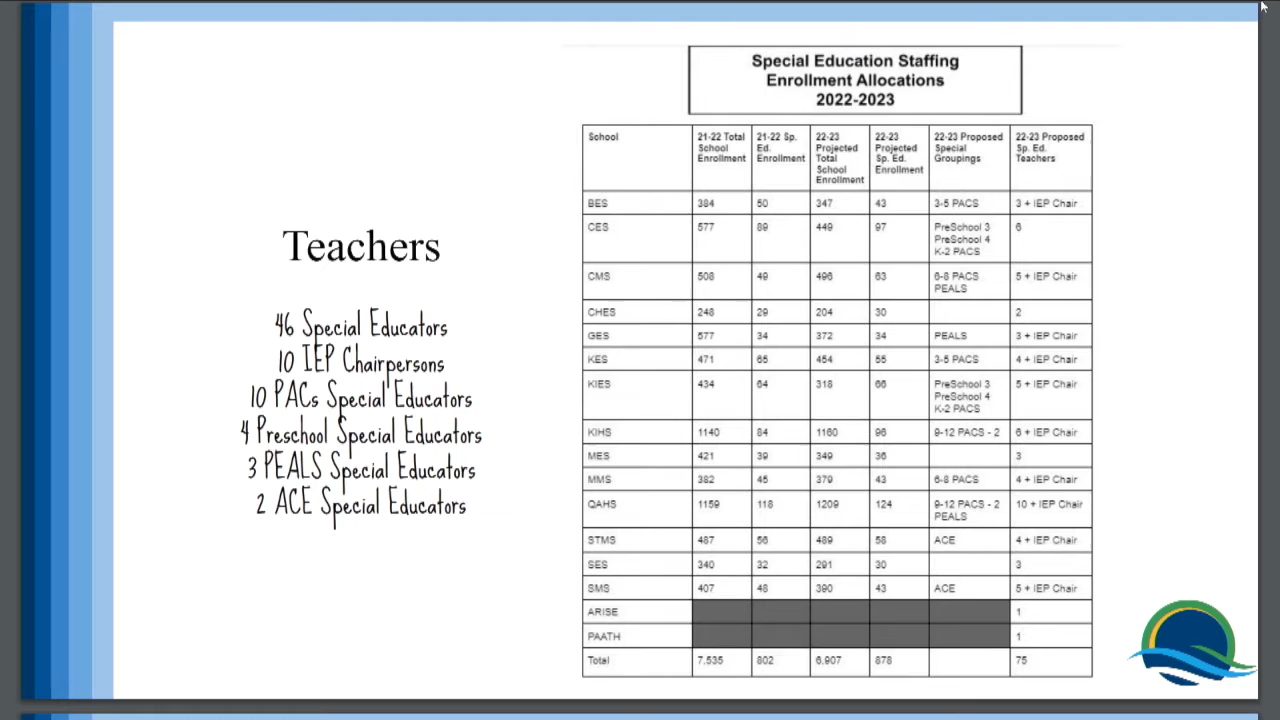 Special Education Staffing
Enrollment Allocations
2022-2023
Teachers
46 Special Educators
10 IEP Chairpersons
10 PACs Special Educators
4 Preschool Special Educators
3 PEALS Special Educators
2 ACE Special Educators
School 21-22 Total School Enrollment 21-22 Sp. Ed. Enrollment 22-23 Projected Total School Enrollment 22-23 Projected Sp. Ed. Enrollment 22-23 Proposed Special Groupings 22-23 Proposed Sp. Ed. Teachers
BES 384 50 347 43 3-5 PACS 3 + IEP Chair
CES 577 89 449 97 PreSchool 3 PreSchool 4 K-2 PACS 6
CMS 508 49 496 63 6-8 PACS PEALS 5 + IEP Chair
CHES 248 29 204 30 2
GES 577 34 372 34 PEALS 3 + IEP Chair
KES 471 65 454 55 3-5 PACS 4 + IEP Chair
KIES 434 64 318 66 PreSchool 3 PreSchool 4 K-2 PACS 5 + IEP Chair
KIHS 1140 84 1160 96 9-12 PACS - 2 6 + IEP Chair
MES 421 39 349 36 3
MMS 382 45 379 43 6-8 PACS 4 + IEP Chair
QAHS 1159 118 1209 124 9-12 PACS - 2 PEALS 10 + IEP Chair
STMS 487 56 489 58 ACE 4 + IEP Chair
SES 340 32 291 30 3
SMS 407 48 390 43 ACE 5 + IEP Chair
ARISE 1
PAATH 1
Total 7,535 802 6,907 878 75